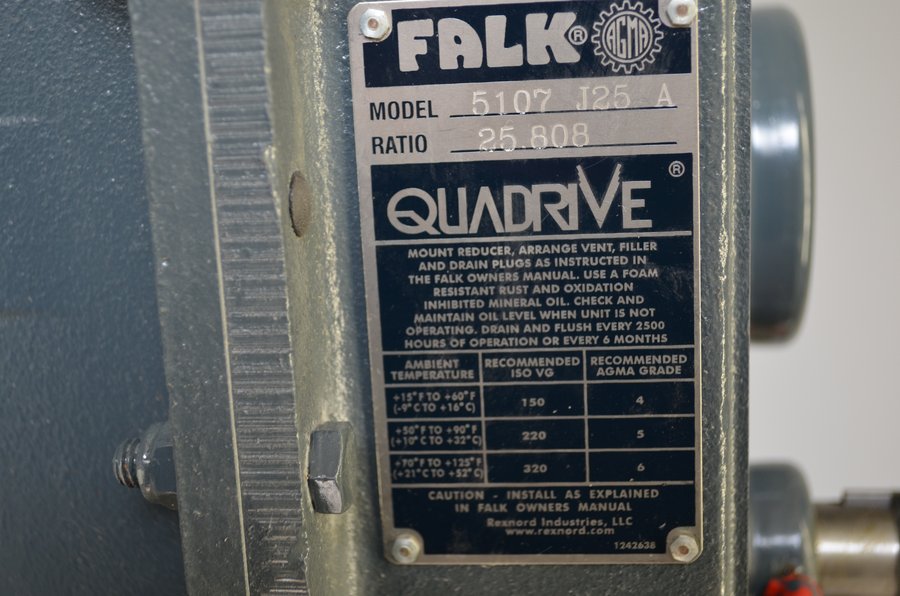 FALK® AGMA
MODEL 5107 J25 A
RATIO 25.808
QUADRIVE ®
MOUNT REDUCER, ARRANGE VENT, FILLER
AND DRAIN PLUGS AS INSTRUCTED IN
THE FALK OWNERS MANUAL. USE A FOAM
RESISTANT RUST AND OXIDATION
INHIBITED MINERAL OIL. CHECK AND
MAINTAIN OIL LEVEL WHEN UNIT IS NOT
OPERATING. DRAIN AND FLUSH EVERY 2500
HOURS OF OPERATION OR EVERY 6 MONTHS
AMBIENT RECOMMENDED RECOMMENDED
TEMPERATURE ISO VG AGMA GRADE
+15°F TO +60°F
(-9°C TO +16°C) 150 4
+50°F TO +90°F
(+10°C TO +32°C) 220 5
+70°F TO +125°F
(+21°C TO +52°C) 320 6
CAUTION - INSTALL AS EXPLAINED
IN FALK OWNERS MANUAL
Rexnord Industries, LLC
www.rexnord.com
1242638